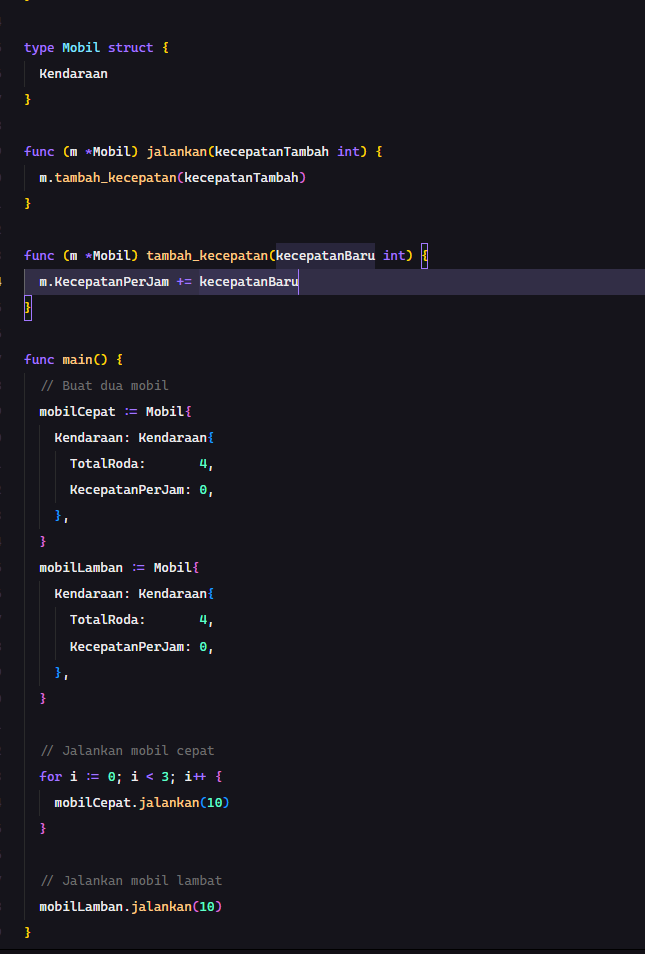 type Mobil struct {
Kendaraan
}
func (m *Mobil) jalankan(kecepatanTambah int) {
m.tambah_kecepatan(kecepatanTambah)
}
func (m *Mobil) tambah_kecepatan(kecepatanBaru int) {
m.KecepatanPerJam += kecepatanBaru
}
func main() {
// Buat dua mobil
mobilCepat := Mobil{
Kendaraan: Kendaraan{
TotalRoda: 4,
KecepatanPerJam: 0,
},
}
mobilLamban := Mobil{
Kendaraan: Kendaraan{
TotalRoda: 4,
KecepatanPerJam: 0,
},
}
// Jalankan mobil cepat
for i := 0; i < 3; i++ {
mobilCepat.jalankan(10)
}
// Jalankan mobil lambat
mobilLamban.jalankan(10)
}